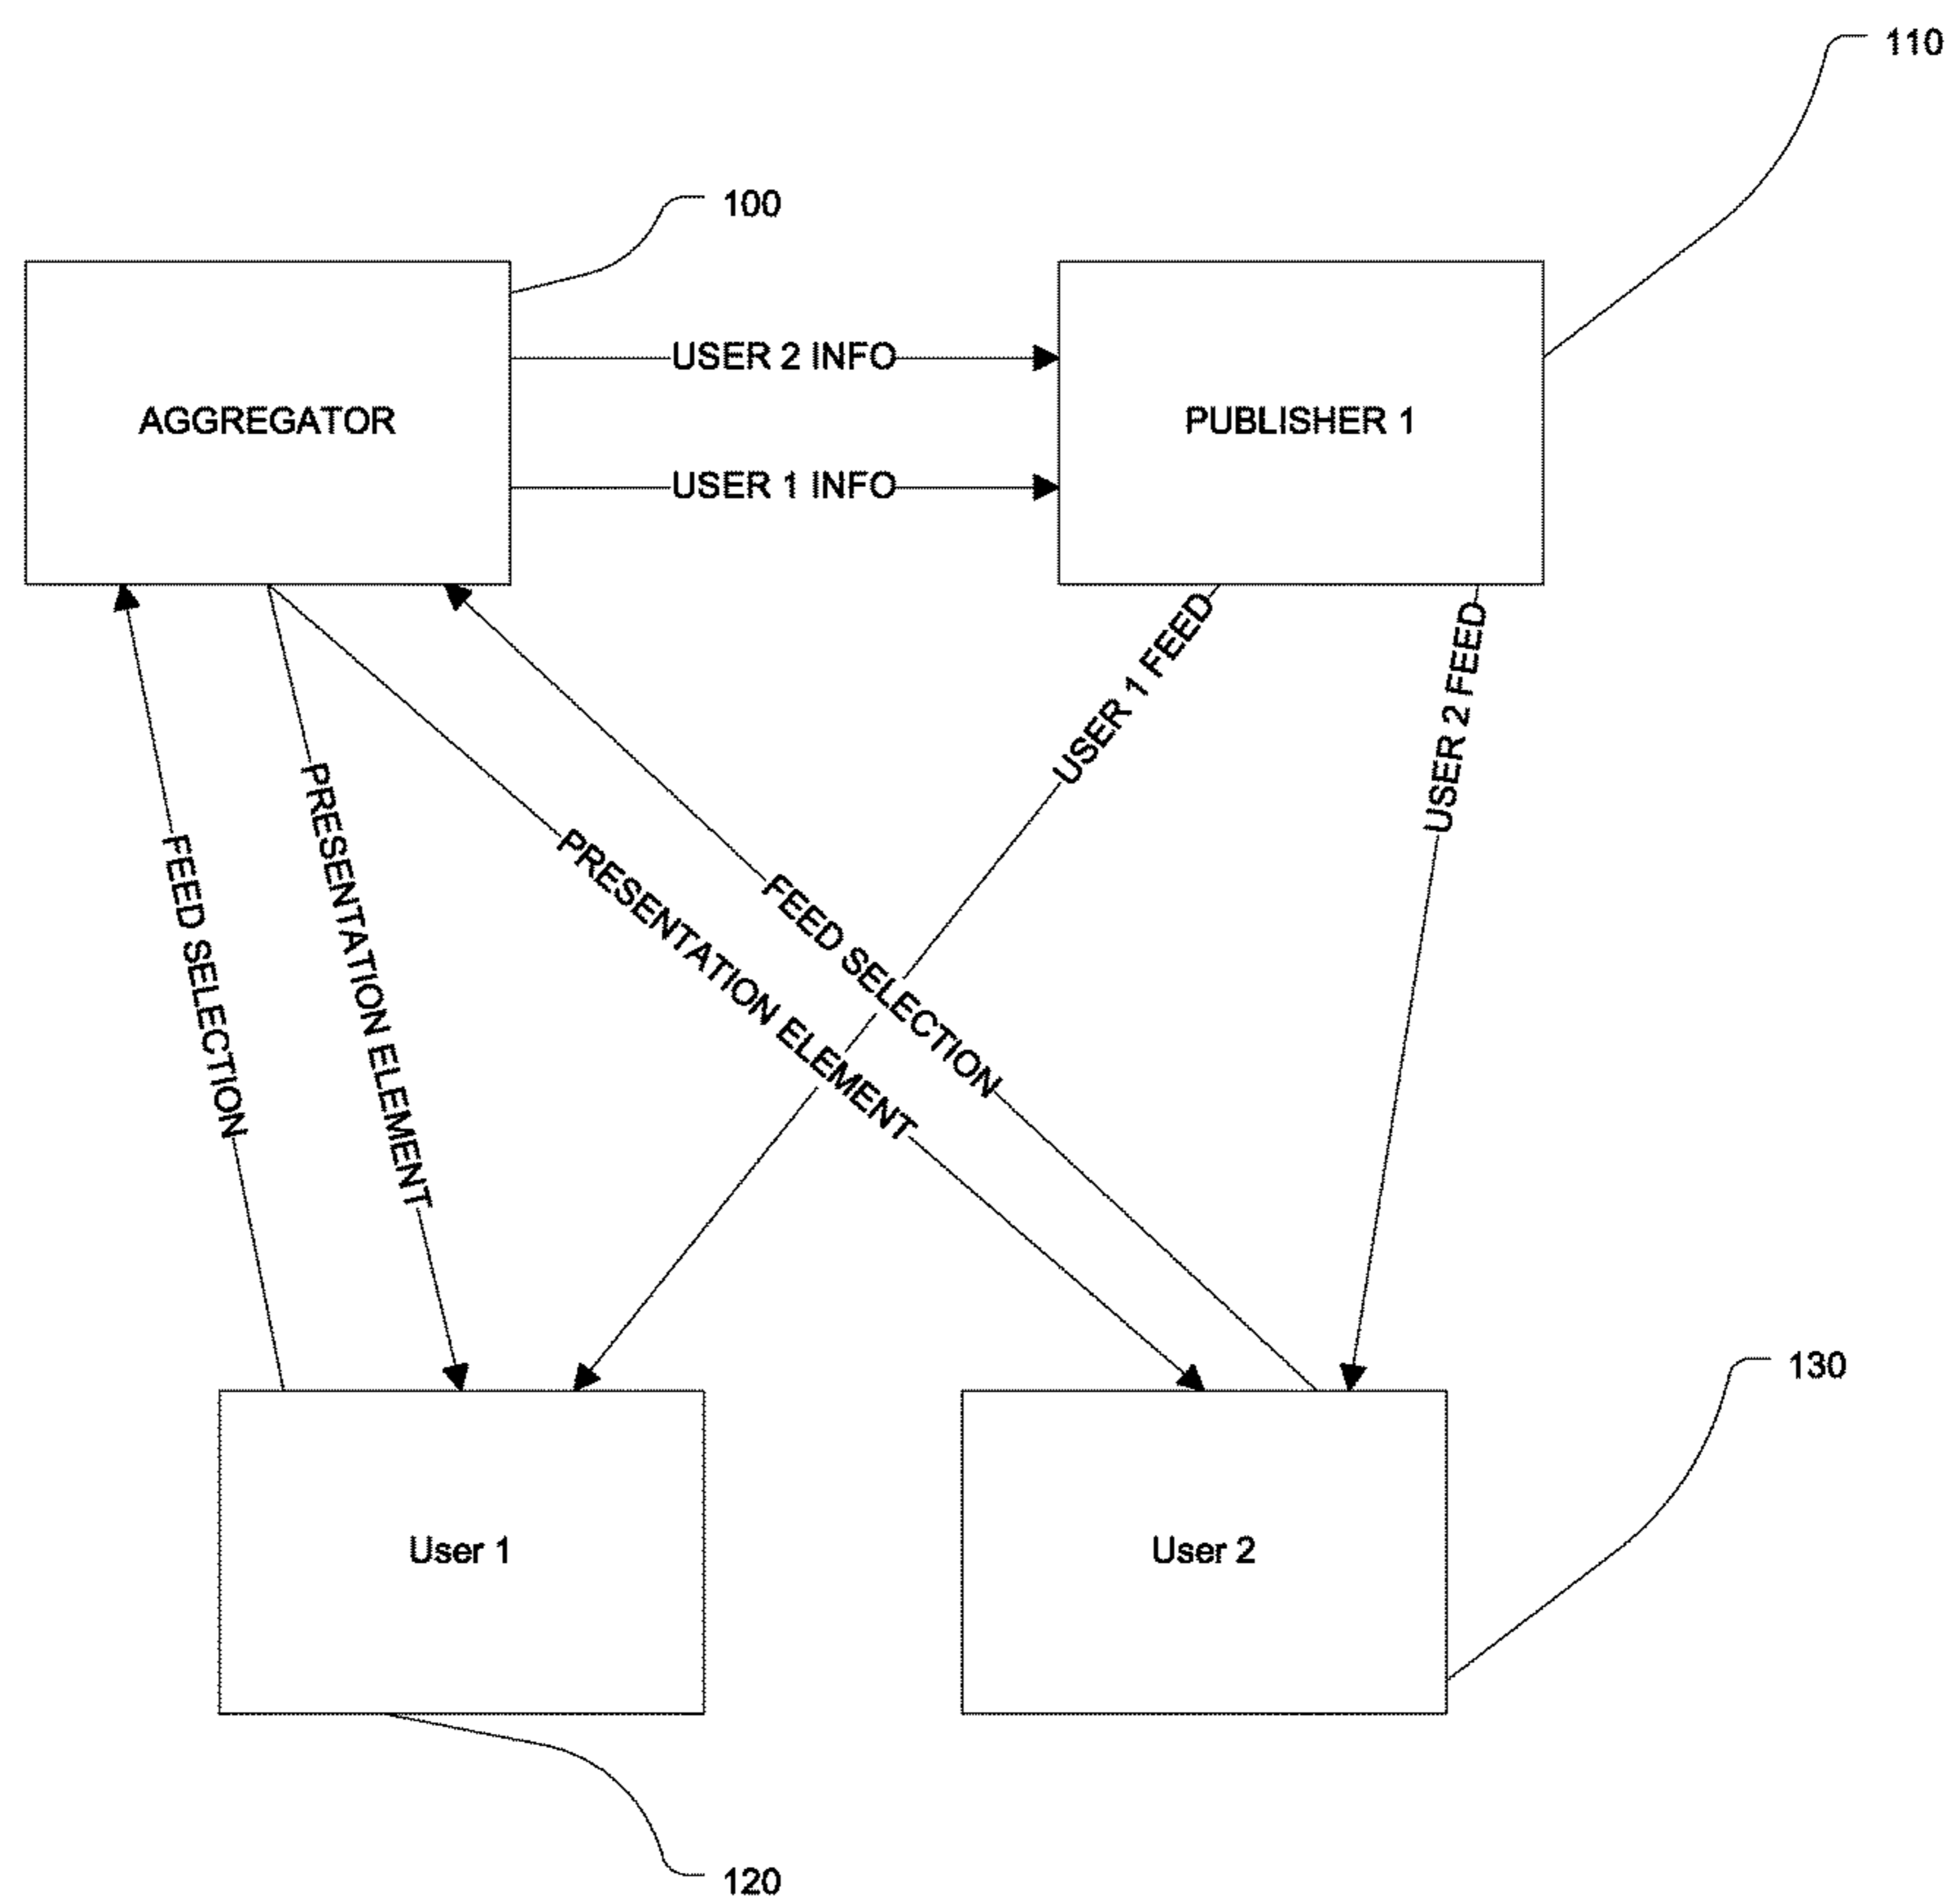 110
100
USER 2 INFO
AGGREGATOR
PUBLISHER 1
USER 1 INFO
USER 1 FEED
USER 2 FEED
FEED SELECTION
PRESENTATION ELEMENT
PRESENTATION ELEMENT
FEED SELECTION
130
User 1
User 2
120